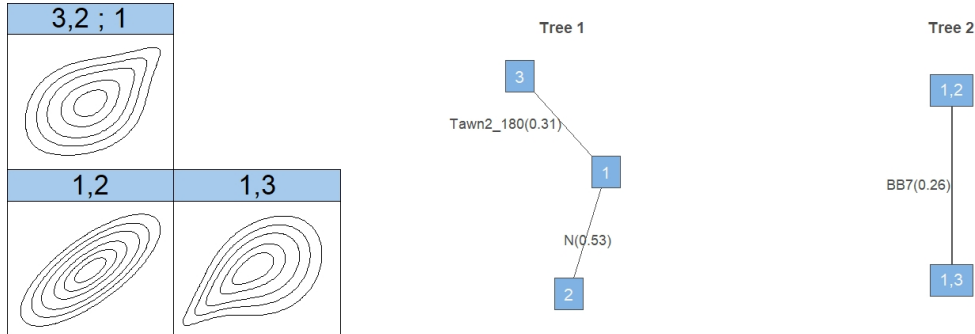 3,2 ; 1
1,2
1,3
Tree 1
3
Tawn2_180(0.31)
1
N(0.53)
2
Tree 2
1,2
BB7(0.26)
1,3